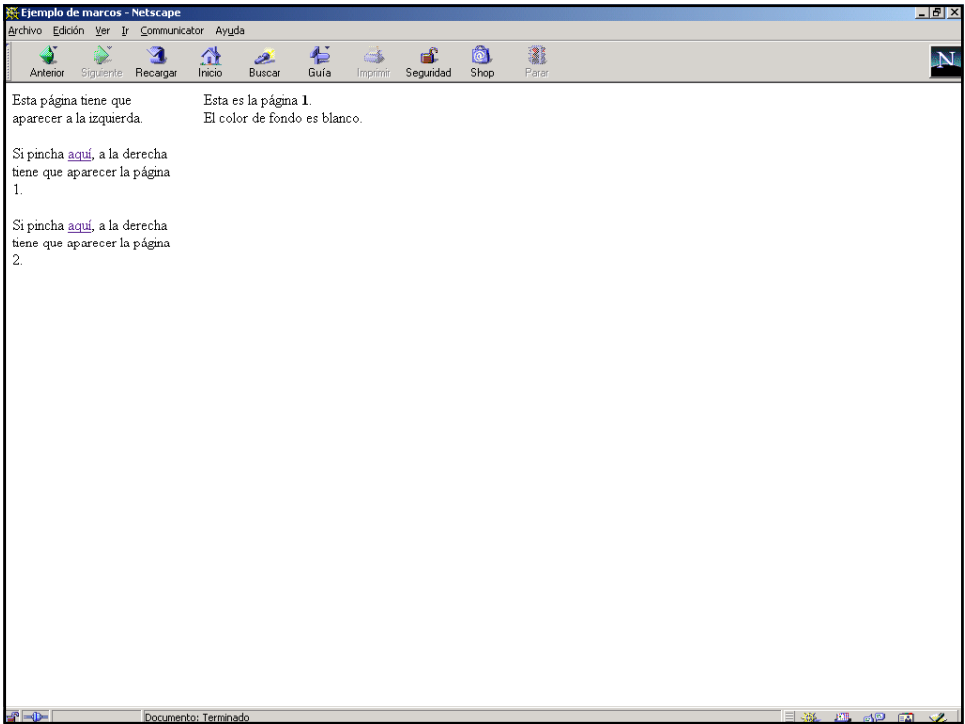 Ejemplo de marcos - Netscape
Archivo Edición Ver Ir Communicator Ayuda
Anterior Siguiente Recargar Inicio Buscar Guía Imprimir Seguridad Shop Parar
N
Esta página tiene que
aparecer a la izquierda.
Si pincha aquí, a la derecha
tiene que aparecer la página
1.
Si pincha aquí, a la derecha
tiene que aparecer la página
2.
Esta es la página 1.
El color de fondo es blanco.
Documento: Terminado